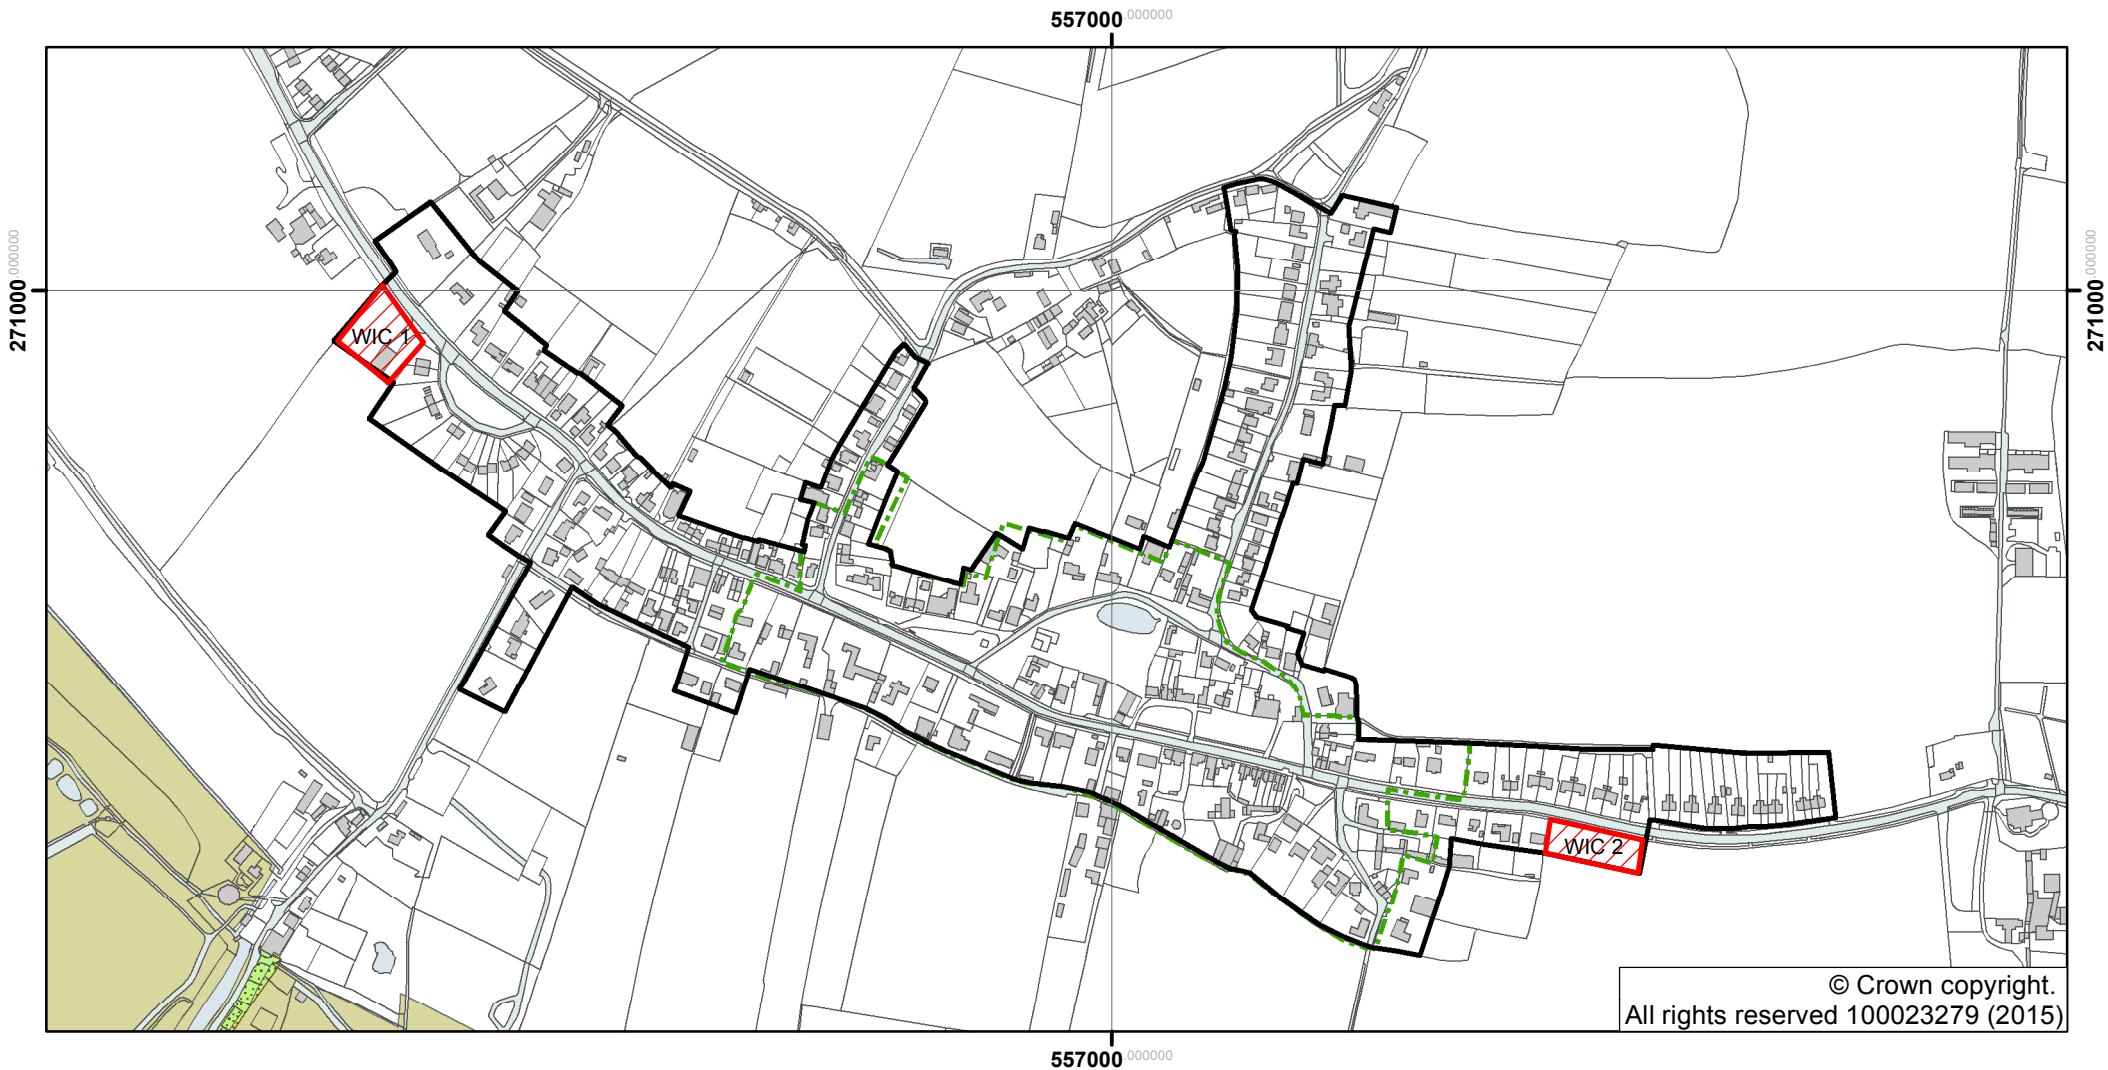 557000.000000
271000.000000
271000.000000
WIC 1
WIC 2
© Crown copyright.
All rights reserved 100023279 (2015)
557000.000000